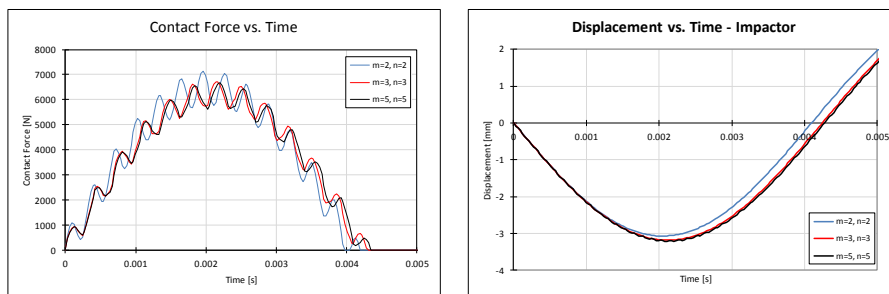 Contact Force vs. Time
8000
7000
6000
5000
4000
3000
2000
1000
0
Contact Force [N]
m=2, n=2
m=3, n=3
m=5, n=5
0
0.001
0.002
0.003
0.004
0.005
Time [s]
Displacement vs. Time - Impactor
2
1
0
-1
-2
-3
-4
Displacement [mm]
0
0.001
0.002
0.003
0.004
0.005
m=2, n=2
m=3, n=3
m=5, n=5
Time [s]